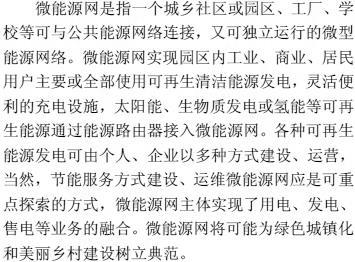 微能源网是指一个城乡社区或园区、工厂、学
校等可与公共能源网络连接，又可独立运行的微型
能源网络。微能源网实现园区内工业、商业、居民
用户主要或全部使用可再生清洁能源发电，灵活便
利的充电设施，太阳能、生物质发电或氢能等可再
生能源通过能源路由器接入微能源网。各种可再生
能源发电可由个人、企业以多种方式建设、运营，
当然，节能服务方式建设、运维微能源网应是可重
点探索的方式，微能源网主体实现了用电、发电、
售电等业务的融合。微能源网将可能为绿色城镇化
和美丽乡村建设树立典范。